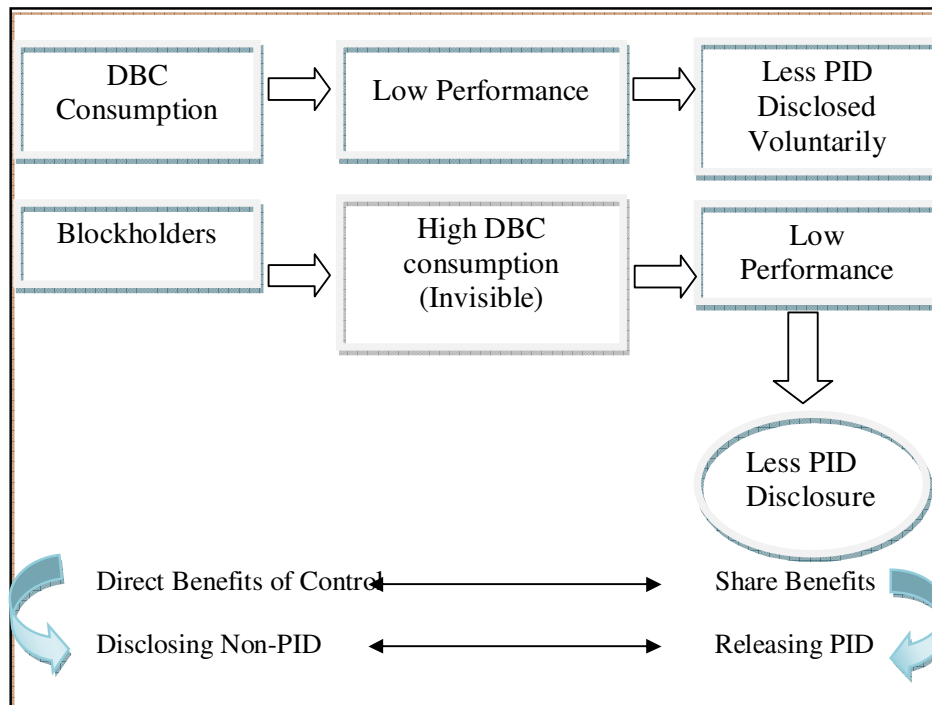 DBC
Consumption
Low Performance
Less PID
Disclosed
Voluntarily
Blockholders
High DBC
consumption
(Invisible)
Low
Performance
Less PID
Disclosure
Direct Benefits of Control
Share Benefits
Disclosing Non-PID
Releasing PID